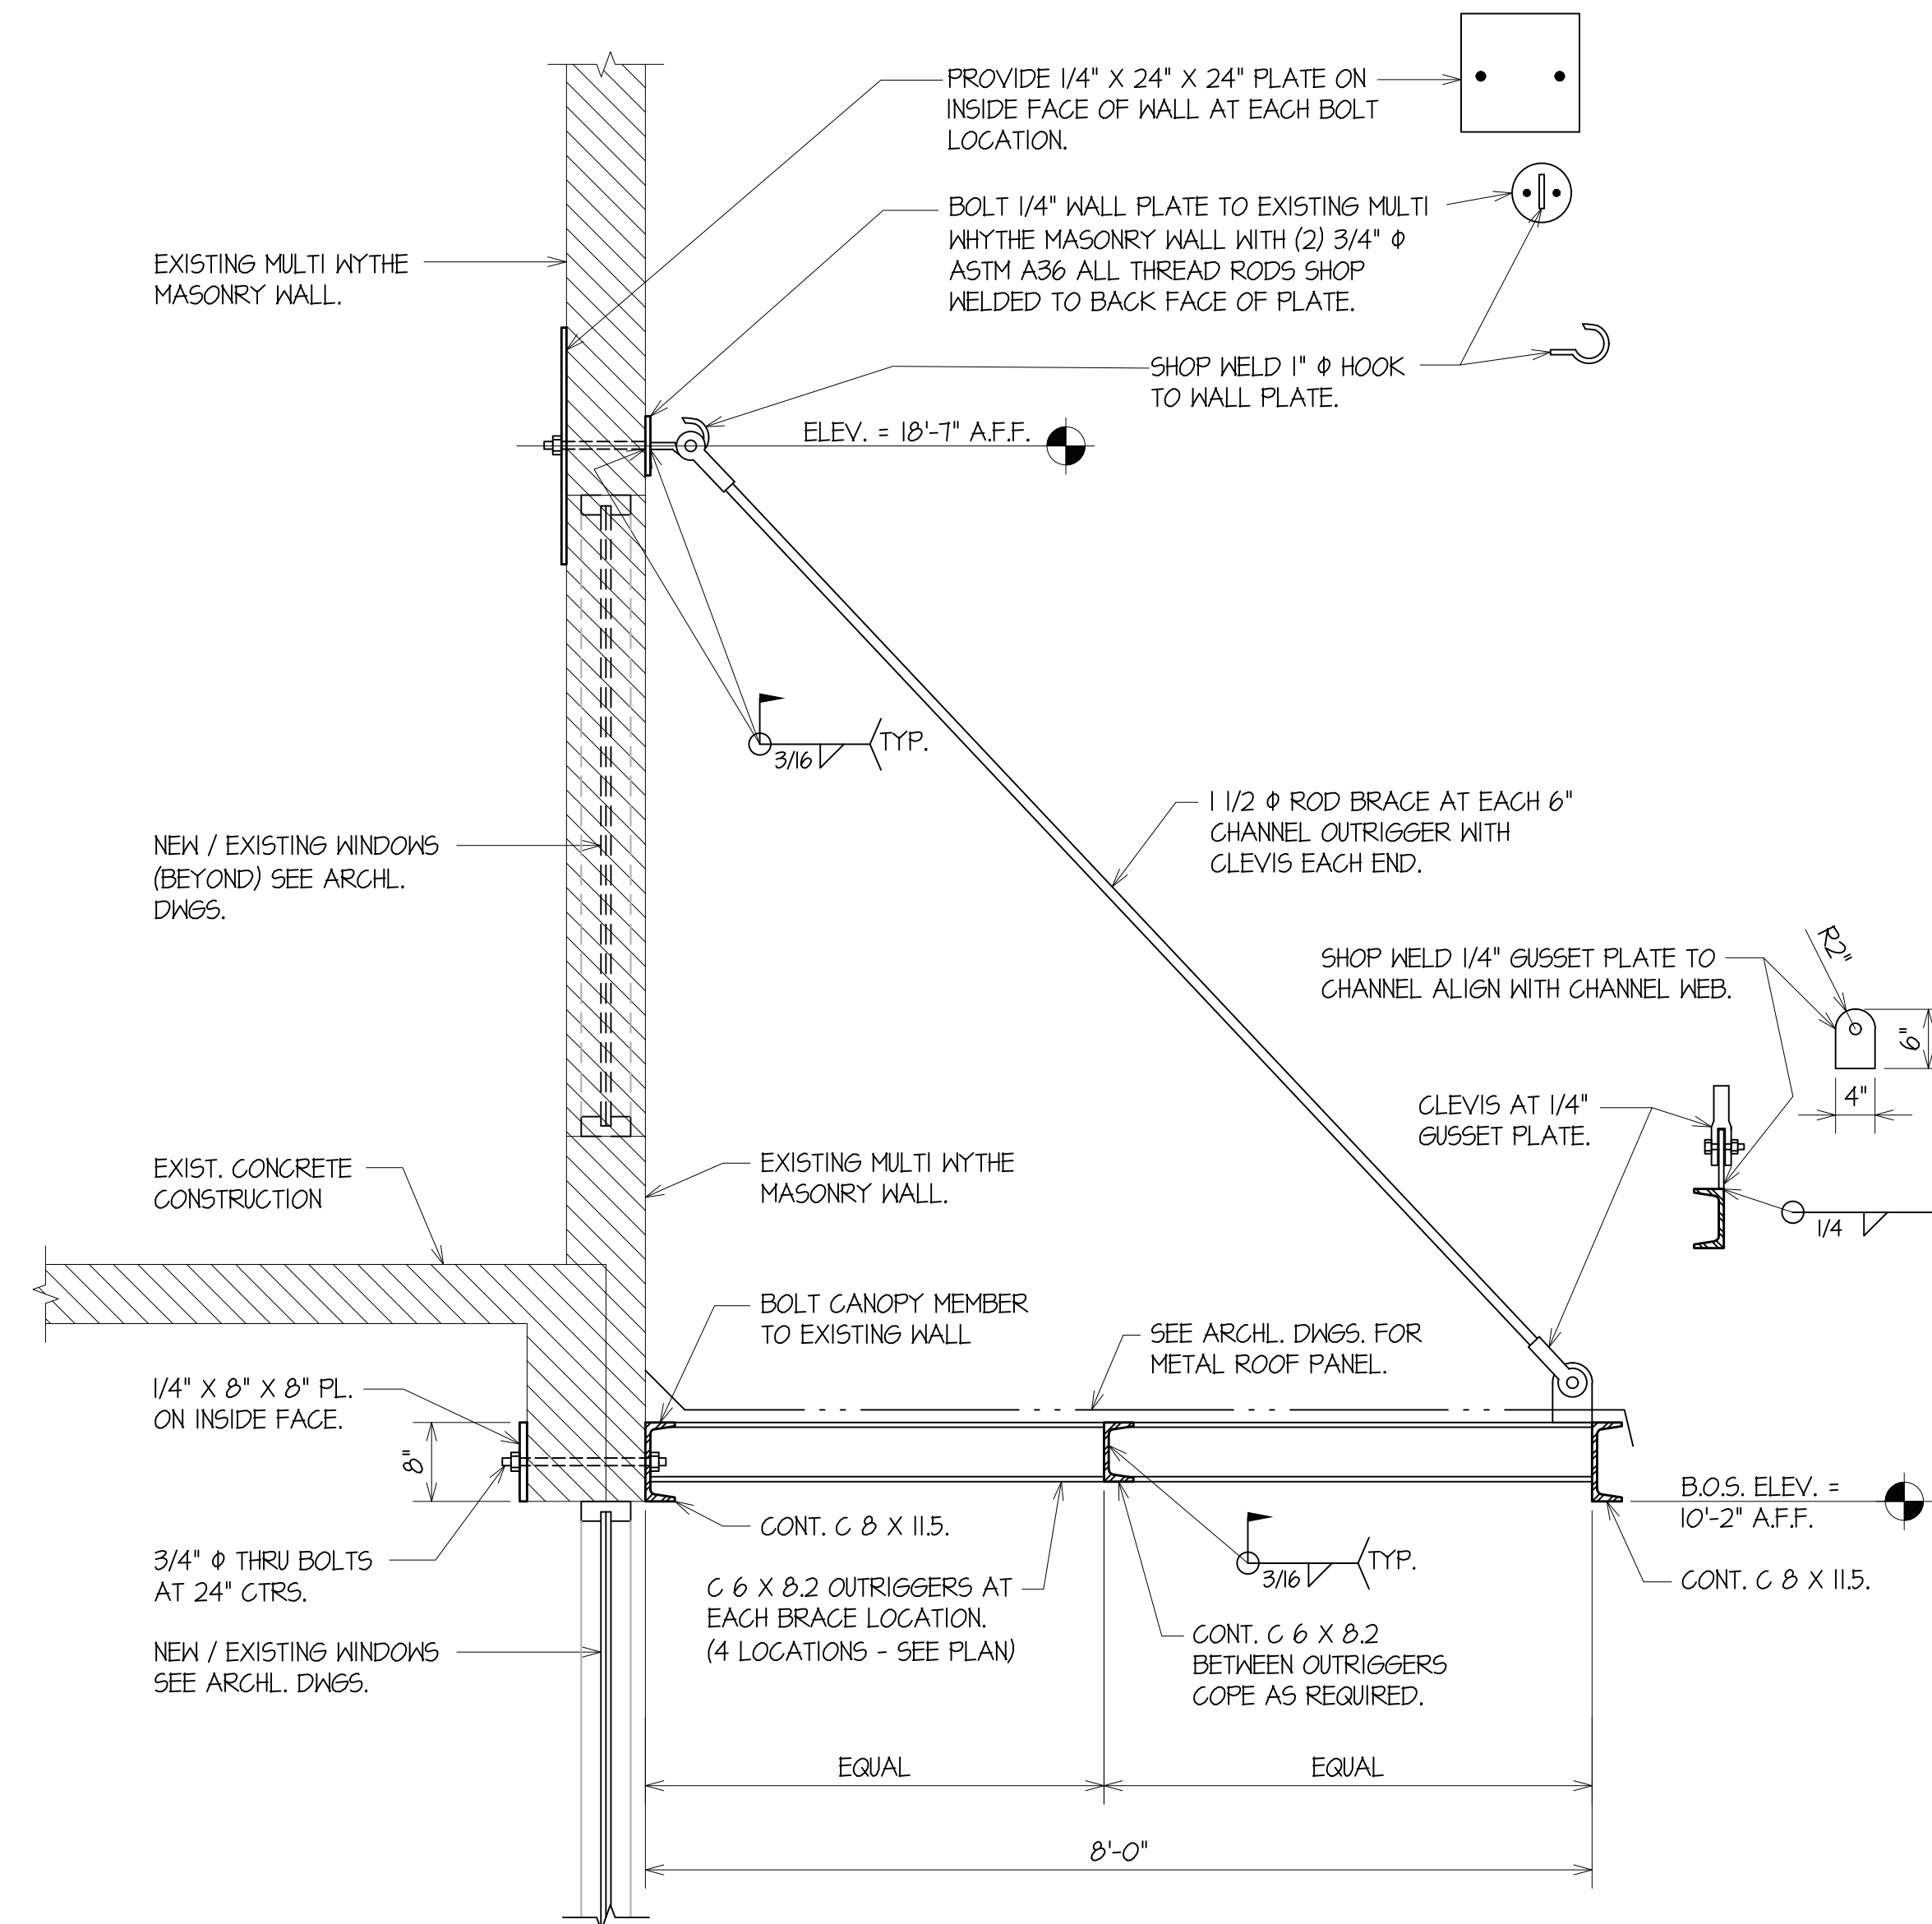 PROVIDE 1/4" X 24" X 24" PLATE ON
INSIDE FACE OF WALL AT EACH BOLT
LOCATION.
BOLT 1/4" WALL PLATE TO EXISTING MULTI
WHYTHE MASONRY WALL WITH (2) 3/4" Φ
ASTM A36 ALL THREAD RODS SHOP
WELDED TO BACK FACE OF PLATE.
EXISTING MULTI WYTHE
MASONRY WALL.
SHOP WELD 1" Φ HOOK
TO WALL PLATE.
ELEV. = 18'-7" A.F.F.
3/16
TYP.
1 1/2 Φ ROD BRACE AT EACH 6"
CHANNEL OUTRIGGER WITH
CLEVIS EACH END.
NEW / EXISTING WINDOWS
(BEYOND) SEE ARCHL.
DWGS.
SHOP WELD 1/4" GUSSET PLATE TO
CHANNEL ALIGN WITH CHANNEL WEB.
R2"
6"
4"
CLEVIS AT 1/4"
GUSSET PLATE.
1/4
EXIST. CONCRETE
CONSTRUCTION
EXISTING MULTI WYTHE
MASONRY WALL.
BOLT CANOPY MEMBER
TO EXISTING WALL
SEE ARCHL. DWGS. FOR
METAL ROOF PANEL.
1/4" X 8" X 8" PL.
ON INSIDE FACE.
8"
B.O.S. ELEV. =
10'-2" A.F.F.
CONT. C 8 X 11.5.
3/4" Φ THRU BOLTS
AT 24" CTRS.
C 6 X 8.2 OUTRIGGERS AT
EACH BRACE LOCATION.
(4 LOCATIONS - SEE PLAN)
3/16
TYP.
CONT. C 8 X 11.5.
CONT. C 6 X 8.2
BETWEEN OUTRIGGERS
COPE AS REQUIRED.
NEW / EXISTING WINDOWS
SEE ARCHL. DWGS.
EQUAL
EQUAL
8'-0"